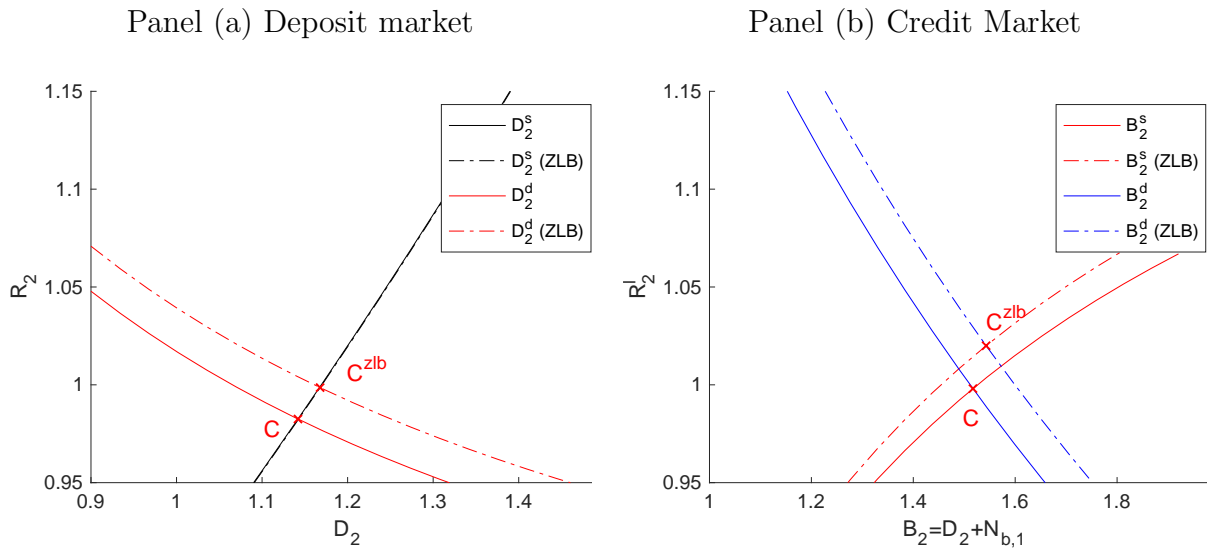 Panel (a) Deposit market
1.15
1.1
1.05
1
0.95
R₂
0.9
1
1.1
1.2
1.3
1.4
D₂
D₂ˢ
D₂ˢ (ZLB)
D₂ᵈ
D₂ᵈ (ZLB)
C^zlb
C
Panel (b) Credit Market
1.15
1.1
1.05
1
0.95
R₂ˡ
1
1.2
1.4
1.6
1.8
B₂=D₂+N_b,1
B₂ˢ
B₂ˢ (ZLB)
B₂ᵈ
B₂ᵈ (ZLB)
C^zlb
C